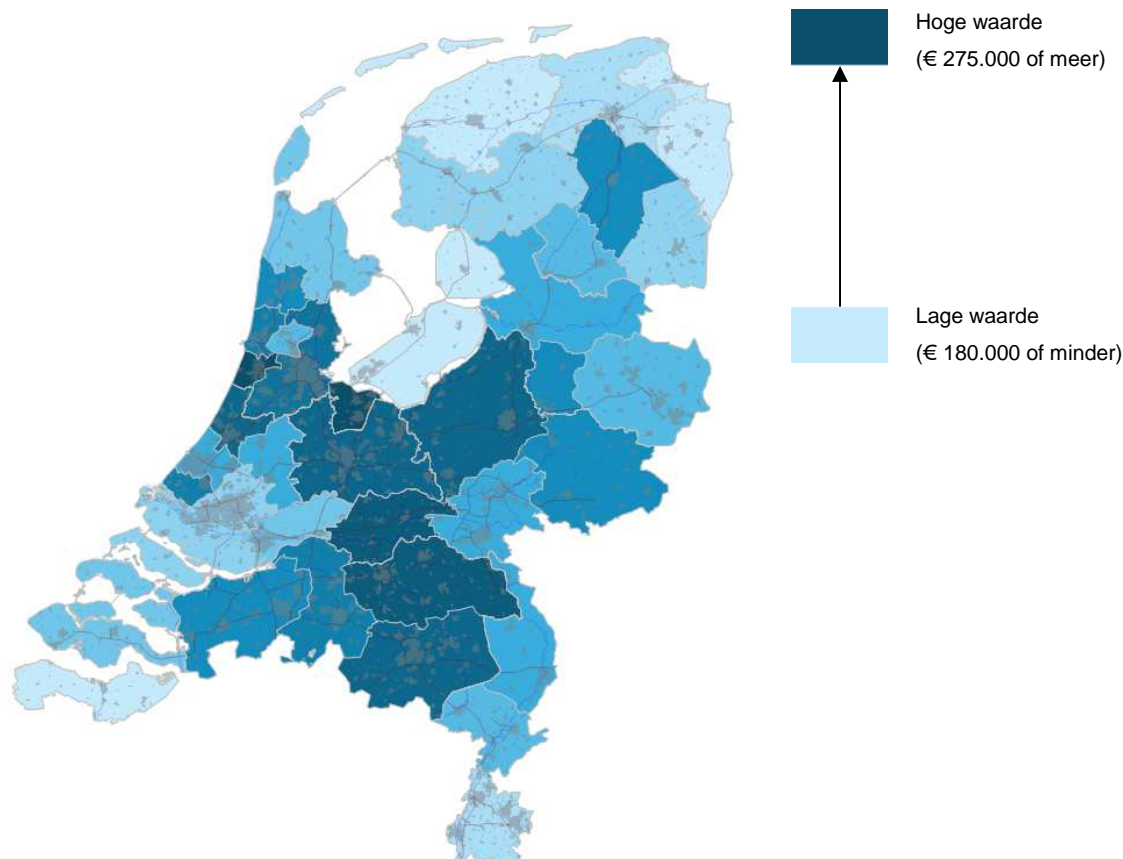 Hoge waarde
(€ 275.000 of meer)
Lage waarde
(€ 180.000 of minder)